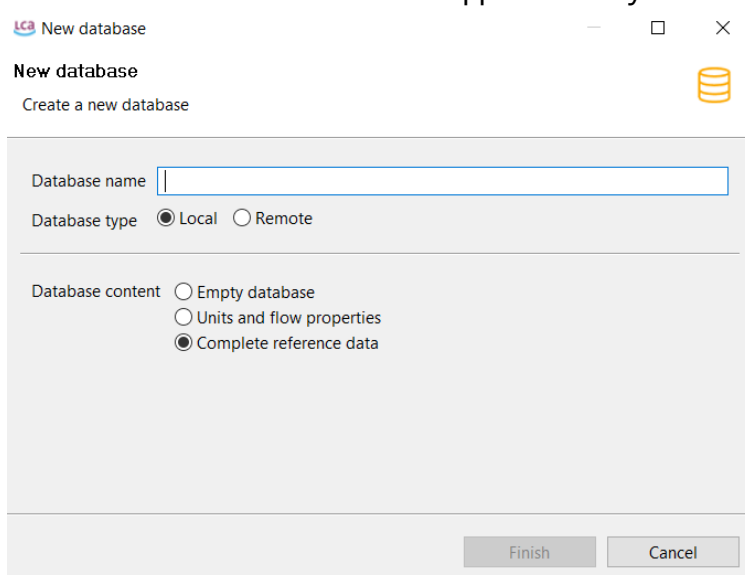 LCA New database
New database
Create a new database
Database name
Database type Local Remote
Database content Empty database
Units and flow properties
Complete reference data
Finish Cancel